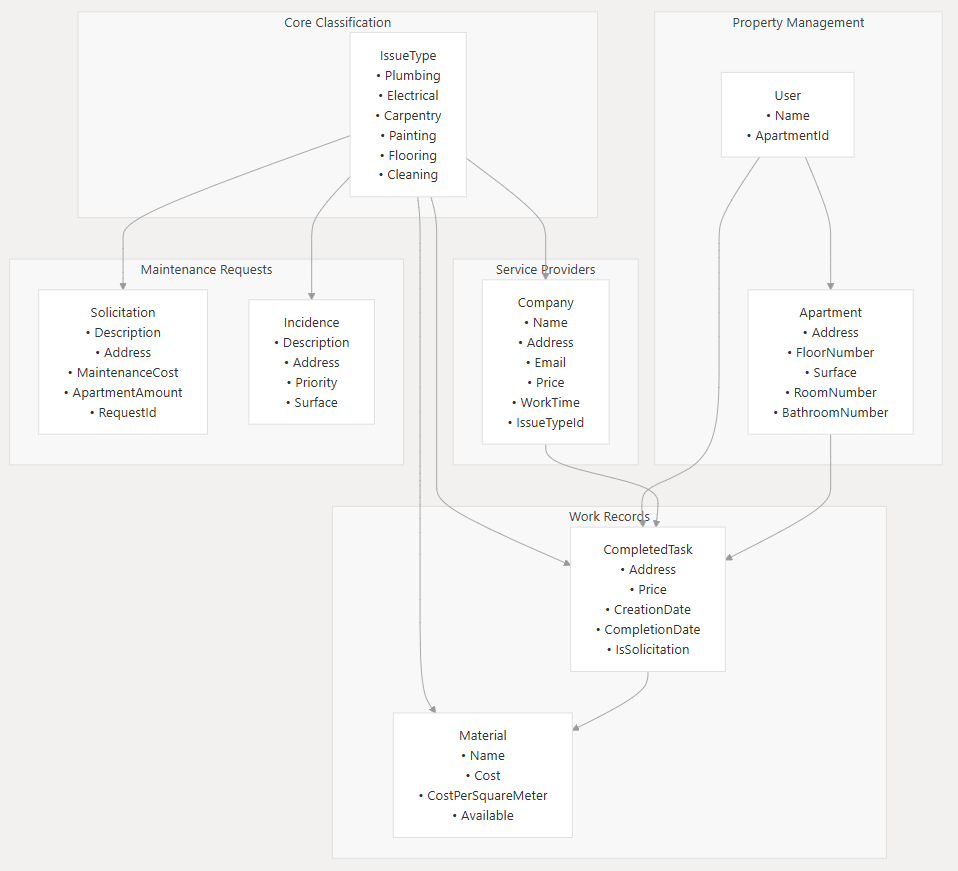 Core Classification
IssueType
• Plumbing
• Electrical
• Carpentry
• Painting
• Flooring
• Cleaning
Property Management
User
• Name
• ApartmentId
Maintenance Requests
Solicitation
• Description
• Address
• MaintenanceCost
• ApartmentAmount
• RequestId
Incidence
• Description
• Address
• Priority
• Surface
Service Providers
Company
• Name
• Address
• Email
• Price
• WorkTime
• IssueTypeId
Apartment
• Address
• FloorNumber
• Surface
• RoomNumber
• BathroomNumber
Work Records
CompletedTask
• Address
• Price
• CreationDate
• CompletionDate
• IsSolicitation
Material
• Name
• Cost
• CostPerSquareMeter
• Available